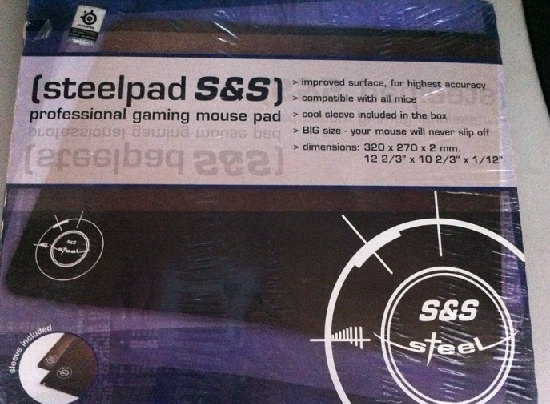 (steelpad S&S)
professional gaming mouse pad
> improved surface, for highest accuracy
> compatible with all mice
> cool sleeve included in the box
> BIG size - your mouse will never slip off
> dimensions: 320 x 270 x 2 mm.
12 2/3" x 10 2/3" x 1/12"
professional gaming mouse pad
(steelpad S&S)
S&S
steel
S&S
steel
sleeve included